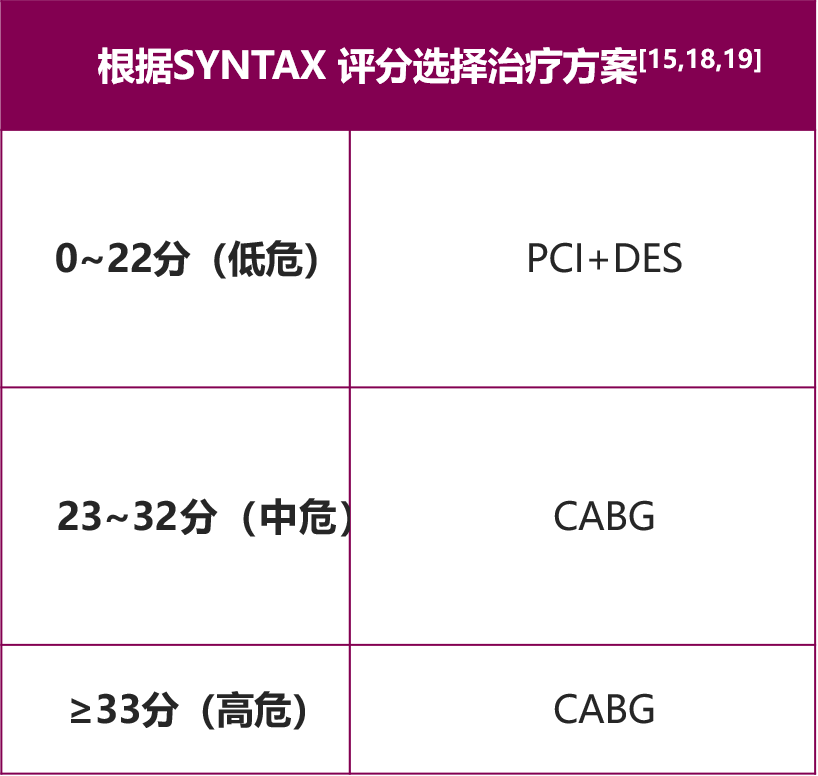 根据SYNTAX 评分选择治疗方案[15,18,19]
0~22分（低危）
PCI+DES
23~32分（中危）
CABG
≥33分（高危）
CABG